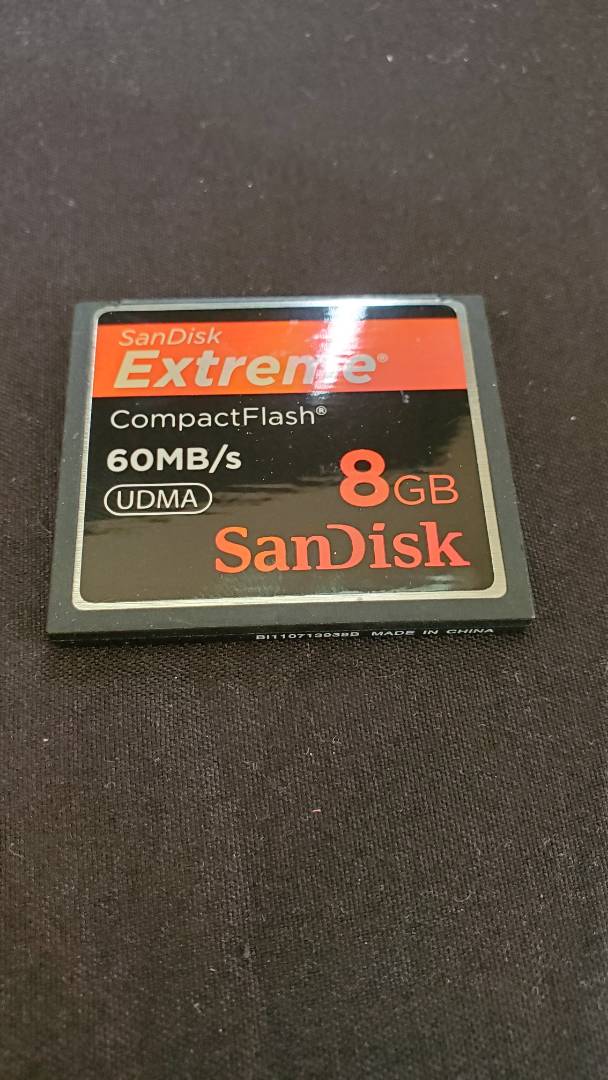 SanDisk
Extreme®
CompactFlash®
60MB/s
UDMA
8GB
SanDisk
MADE IN CHINA